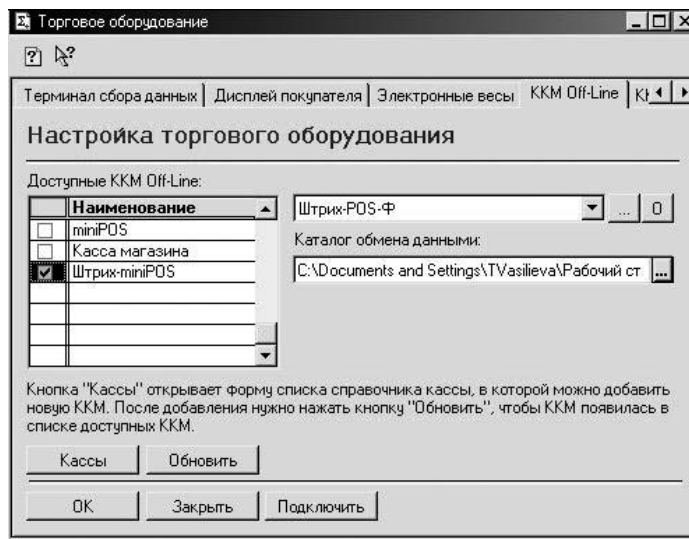 Торговое оборудование
Терминал сбора данных Дисплей покупателя Электронные весы ККМ Off-Line
Настройка торгового оборудования
Доступные ККМ Off-Line:
Наименование
miniPOS
Касса магазина
Штрих-miniPOS
Штрих-POS-Ф ... О
Каталог обмена данными:
C:\Documents and Settings\TVasilieva\Рабочий ст ...
Кнопка "Кассы" открывает форму списка справочника кассы, в которой можно добавить
новую ККМ. После добавления нужно нажать кнопку "Обновить", чтобы ККМ появилась в
списке доступных ККМ.
Кассы Обновить
OK Закрыть Подключить